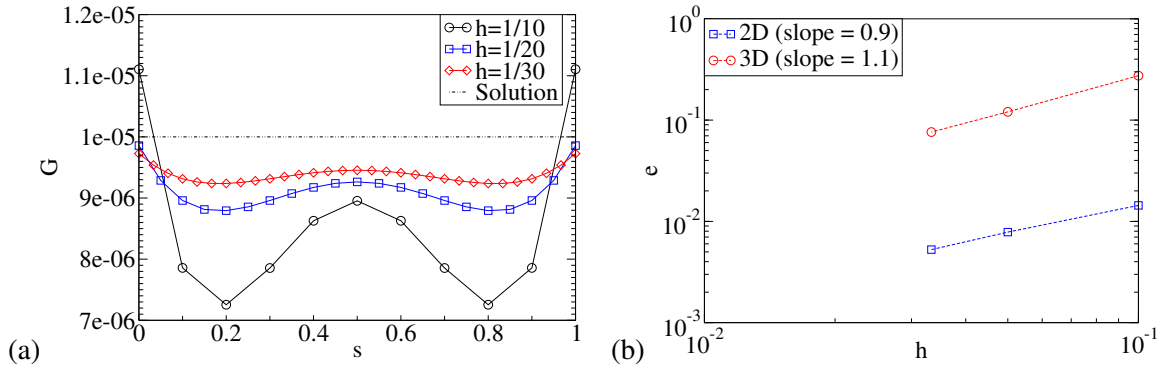 1.2e-05
1.1e-05
1e-05
9e-06
8e-06
7e-06
G
0 0.2 0.4 0.6 0.8 1
s
h=1/10
h=1/20
h=1/30
Solution
(a)
10^0
10^-1
10^-2
10^-3
e
10^-2 10^-1
h
2D (slope = 0.9)
3D (slope = 1.1)
(b)